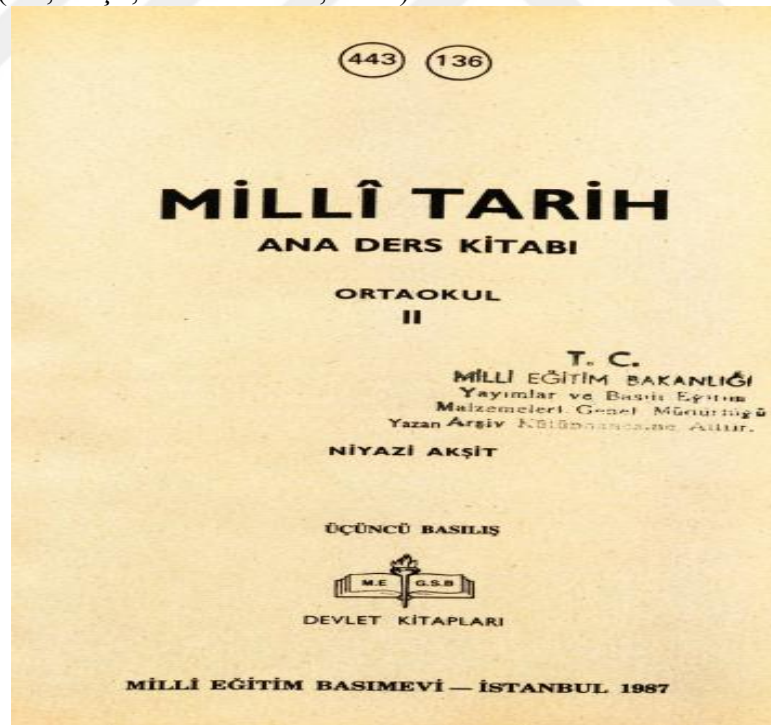 443 136
MİLLÎ TARİH
ANA DERS KİTABI
ORTAOKUL
II
T. C.
MİLLÎ EĞİTİM BAKANLIĞI
Yayımlar ve Basılı Eğitim
Malzemeleri Genel Müdürlüğü
Yazan Arşiv Kütüphanesine Aittir.
NİYAZİ AKŞİT
ÜÇÜNCÜ BASILIŞ
M.E G.S.B
DEVLET KİTAPLARI
MİLLÎ EĞİTİM BASIMEVİ — İSTANBUL 1987